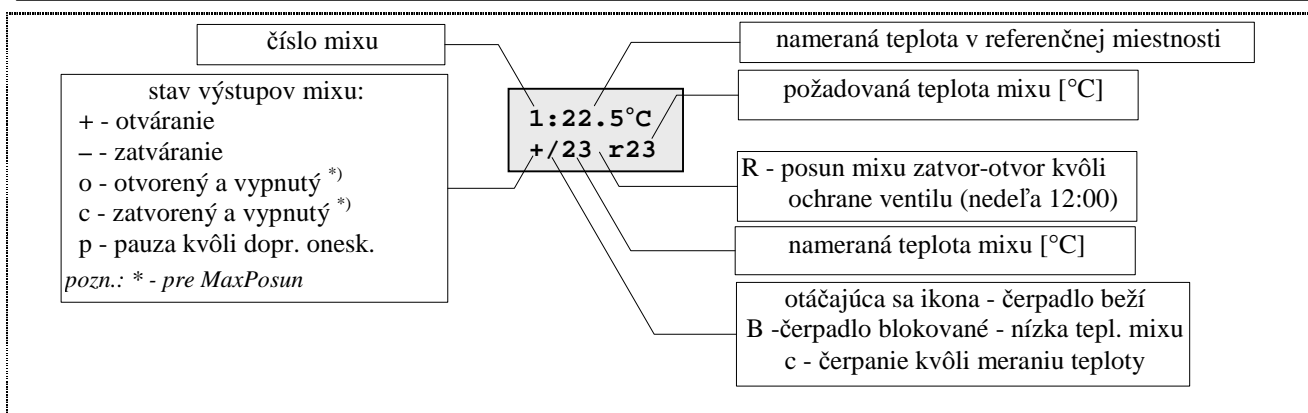 číslo mixu
nameraná teplota v referenčnej miestnosti
stav výstupov mixu:
+ - otváranie
– - zatváranie
o - otvorený a vypnutý *)
c - zatvorený a vypnutý *)
p - pauza kvôli dopr. onesk.
pozn.: * - pre MaxPosun
1:22.5°C
+/23 r23
požadovaná teplota mixu [°C]
R - posun mixu zatvor-otvor kvôli
ochrane ventilu (nedeľa 12:00)
nameraná teplota mixu [°C]
otáčajúca sa ikona - čerpadlo beží
B -čerpadlo blokované - nízka tepl. mixu
c - čerpanie kvôli meraniu teploty